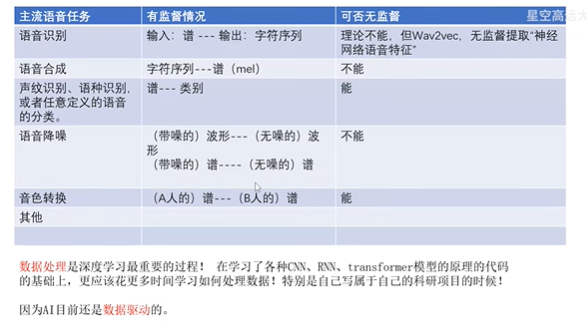 主流语音任务 有监督情况 可否无监督
星空高远大
语音识别 输入：谱 --- 输出：字符序列 理论不能，但Wav2vec，无监督提取“神经
网络语音特征”
语音合成 字符序列---谱（mel） 不能
声纹识别、语种识别， 谱--- 类别 能
或者任意定义的语音
的分类。
语音降噪 （带噪的）波形---（无噪的）波 不能
形
（带噪的）谱----（无噪的）谱
音色转换 （A人的）谱---（B人的）谱 能
其他
数据处理是深度学习最重要的过程！ 在学习了各种CNN、RNN、transformer模型的原理的代码
的基础上，更应该花更多时间学习如何处理数据！特别是自己写属于自己的科研项目的时候！
因为AI目前还是数据驱动的。